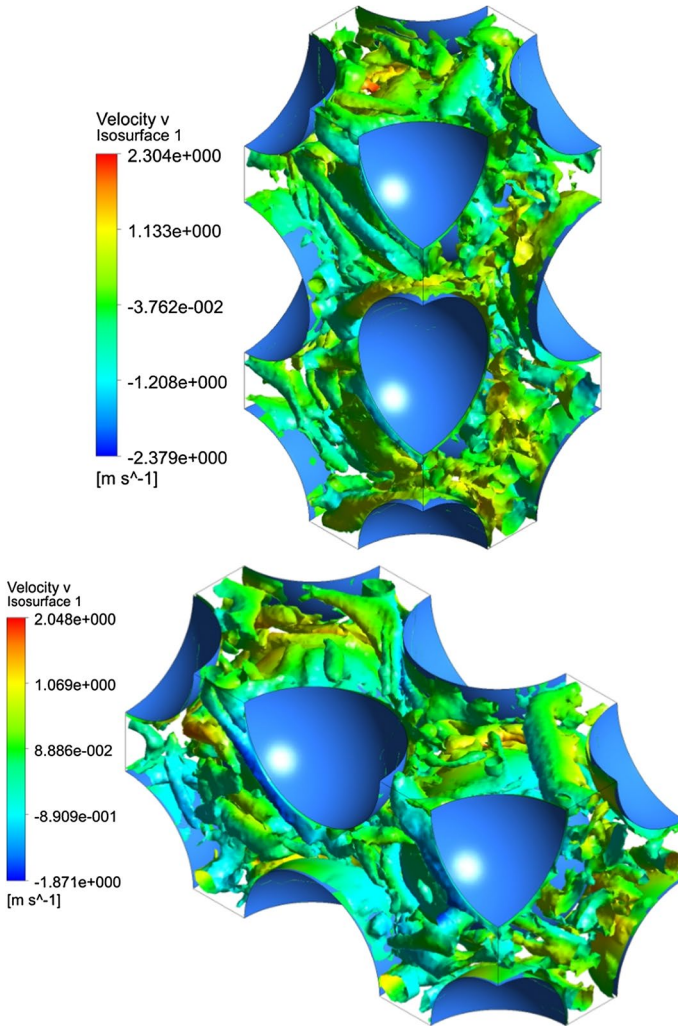 Velocity v
Isosurface 1
2.304e+000
1.133e+000
-3.762e-002
-1.208e+000
-2.379e+000
[m s^-1]
Velocity v
Isosurface 1
2.048e+000
1.069e+000
8.886e-002
-8.909e-001
-1.871e+000
[m s^-1]